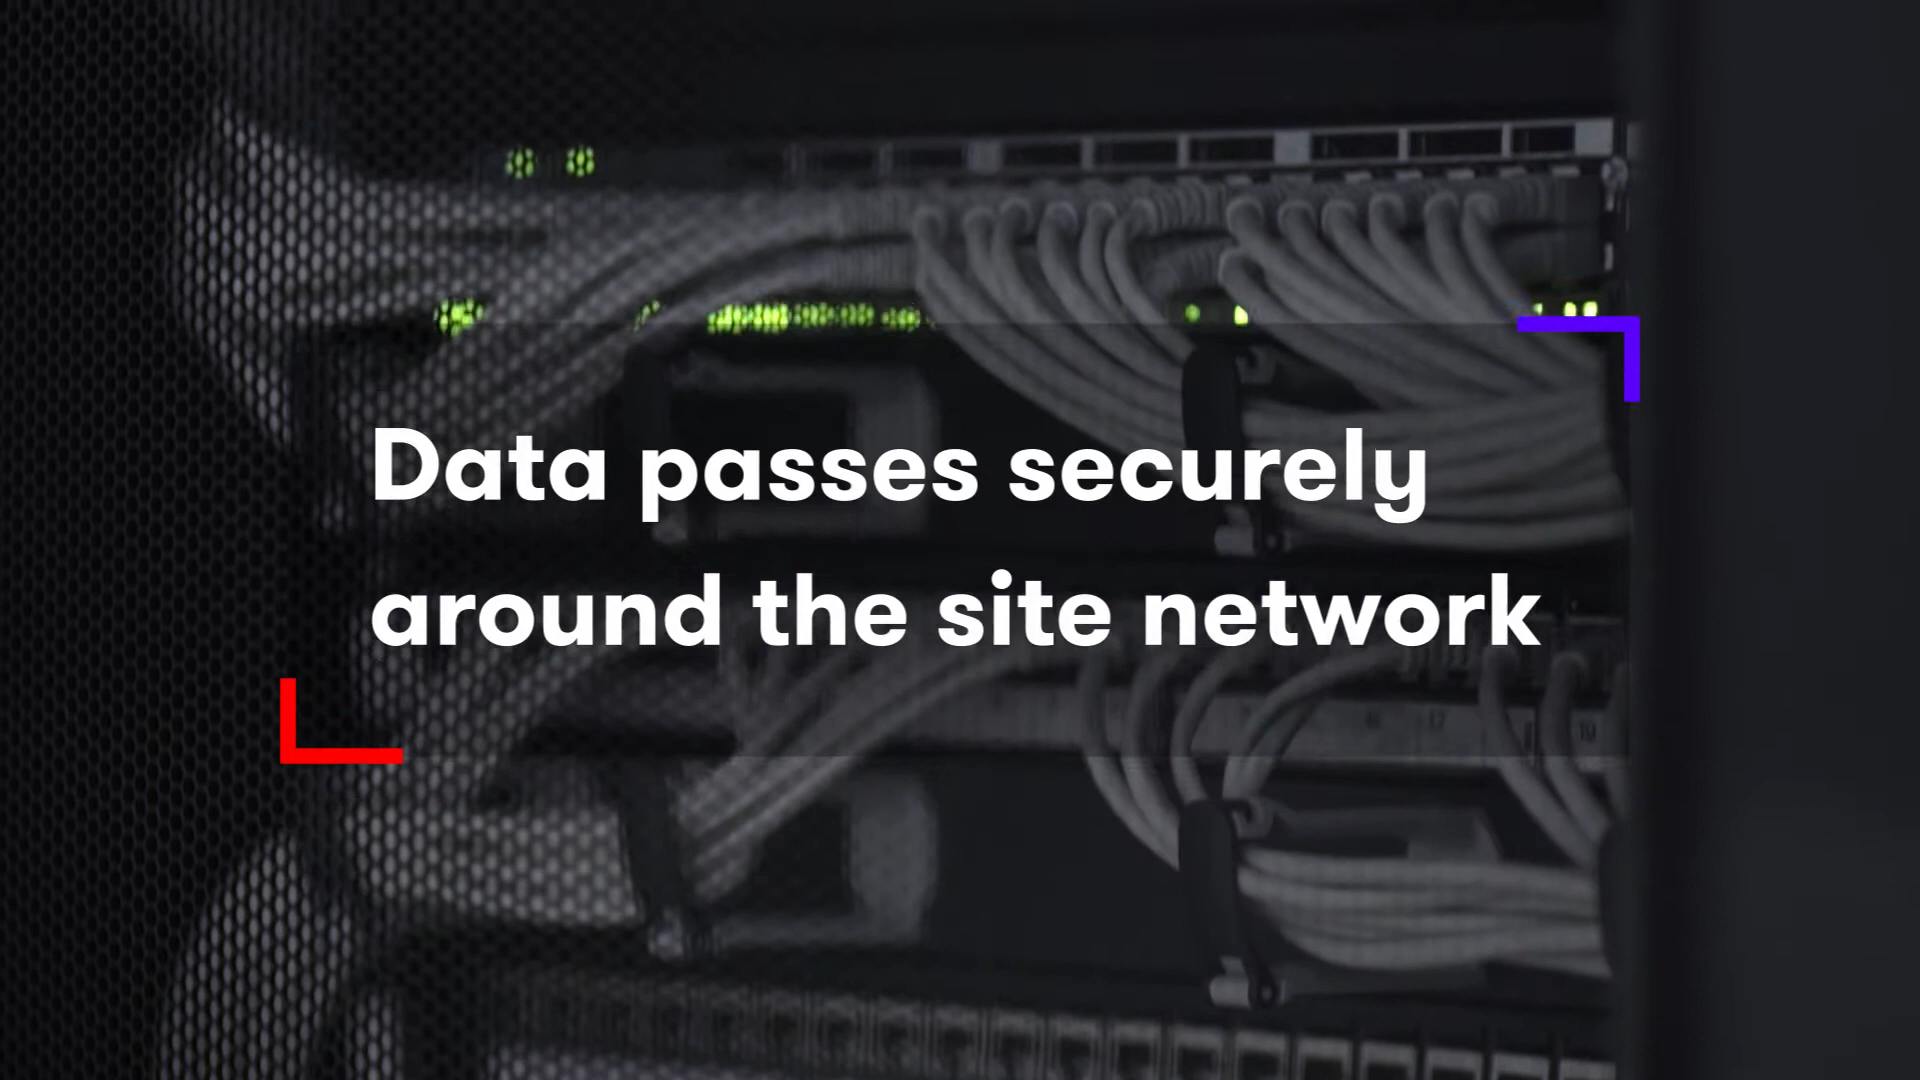 Data passes securely
around the site network